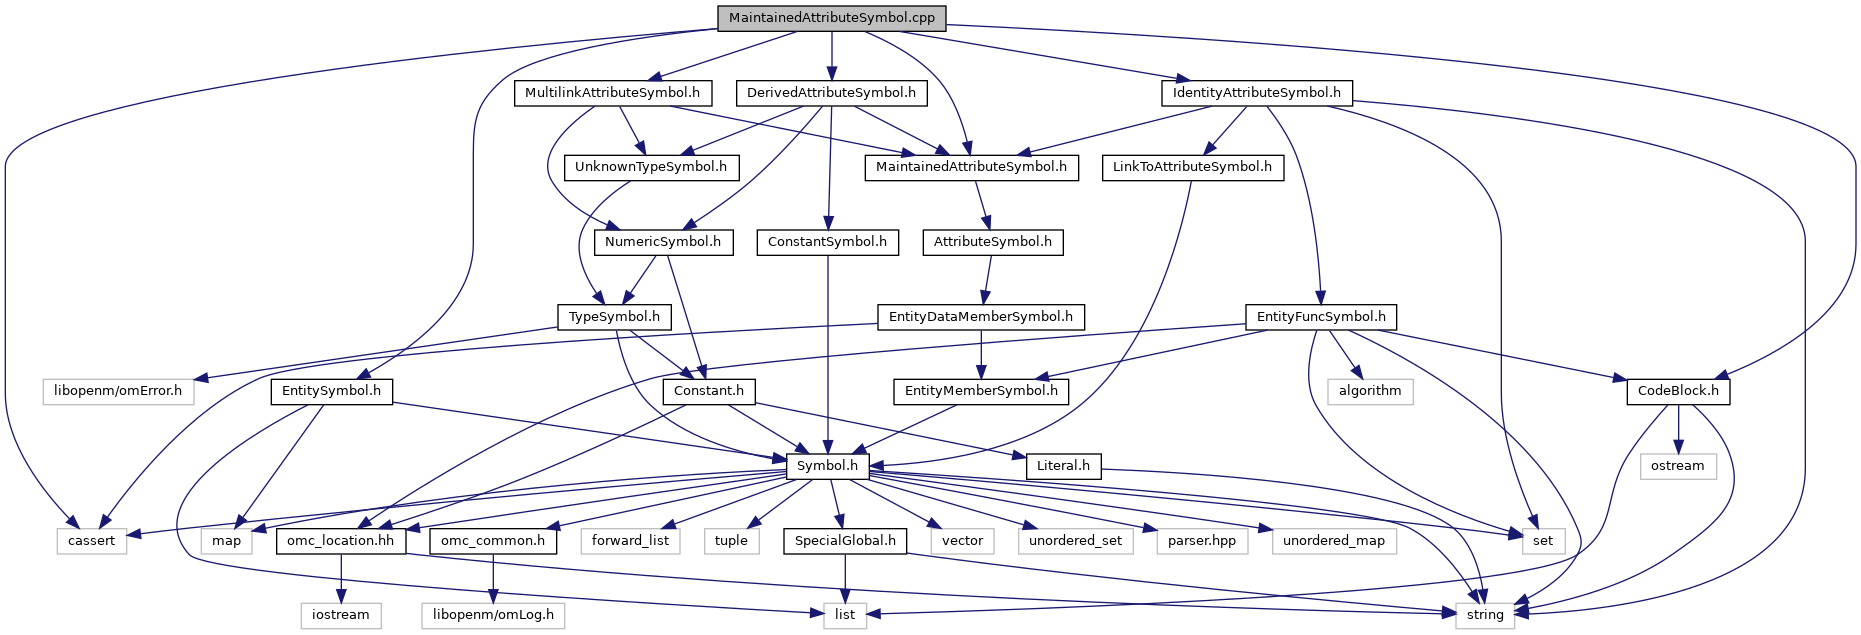 MaintainedAttributeSymbol.cpp
MultilinkAttributeSymbol.h
DerivedAttributeSymbol.h
IdentityAttributeSymbol.h
UnknownTypeSymbol.h
MaintainedAttributeSymbol.h
LinkToAttributeSymbol.h
NumericSymbol.h
ConstantSymbol.h
AttributeSymbol.h
TypeSymbol.h
EntityDataMemberSymbol.h
EntityFuncSymbol.h
libopenm/omError.h
EntitySymbol.h
Constant.h
EntityMemberSymbol.h
algorithm
CodeBlock.h
Symbol.h
Literal.h
ostream
cassert
map
omc_location.hh
omc_common.h
forward_list
tuple
SpecialGlobal.h
vector
unordered_set
parser.hpp
unordered_map
set
iostream
libopenm/omLog.h
list
string